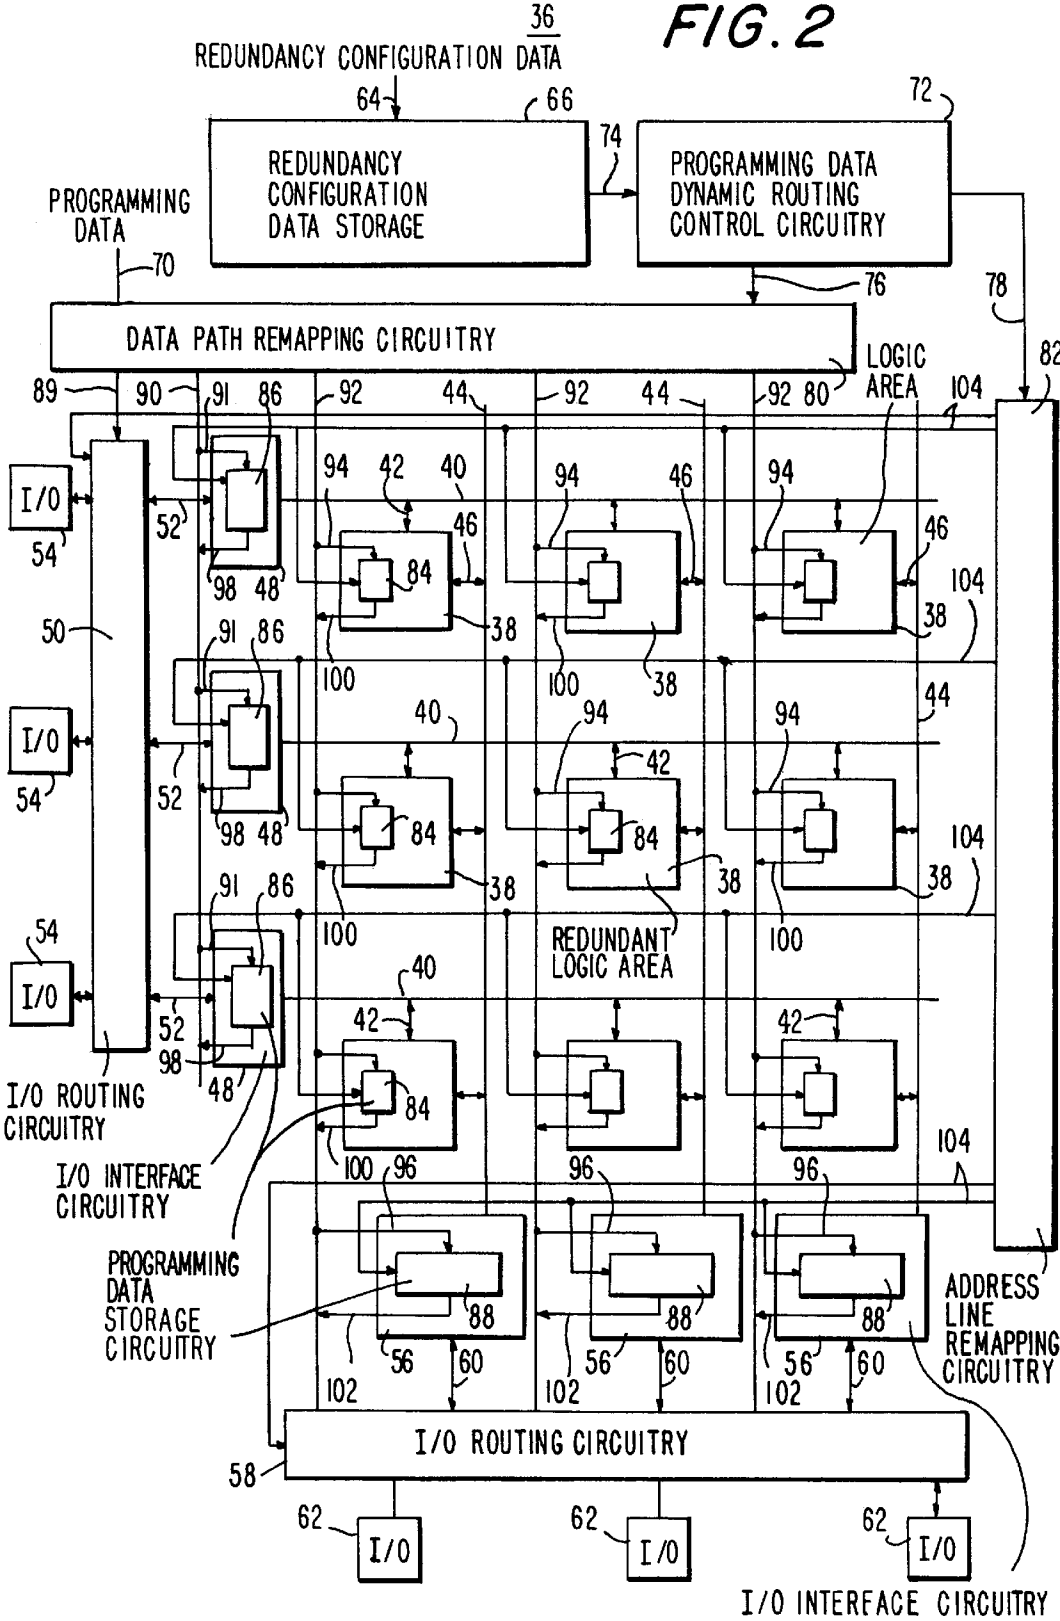 36
FIG. 2
REDUNDANCY CONFIGURATION DATA
64
66
72
REDUNDANCY
CONFIGURATION
DATA STORAGE
74
PROGRAMMING DATA
DYNAMIC ROUTING
CONTROL CIRCUITRY
PROGRAMMING
DATA
70
76
78
DATA PATH REMAPPING CIRCUITRY
LOGIC
AREA
82
89
90
91
86
92
44
92
44
92
80
104
I/O
54
52
98
48
94
42
40
46
84
38
100
94
46
38
100
94
46
38
104
50
91
86
I/O
54
52
98
48
40
84
38
100
94
42
84
38
94
44
38
100
104
REDUNDANT
LOGIC AREA
54
I/O
91
86
52
98
48
40
42
84
100
42
I/O ROUTING
CIRCUITRY
I/O INTERFACE
CIRCUITRY
PROGRAMMING
DATA
STORAGE
CIRCUITRY
96
88
56
60
102
96
88
56
60
102
96
88
56
60
102
104
ADDRESS
LINE
REMAPPING
CIRCUITRY
I/O ROUTING CIRCUITRY
58
62
I/O
62
I/O
62
I/O
I/O INTERFACE CIRCUITRY